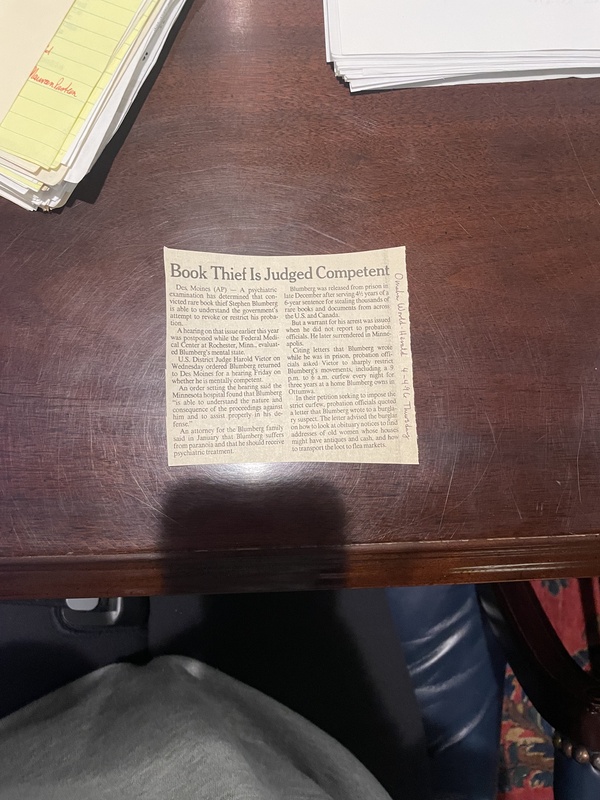 Book Thief Is Judged Competent
Des Moines (AP) — A psychiatric
examination has determined that con-
victed rare book thief Stephen Blumberg
is able to understand the government's
attempt to revoke or restrict his proba-
tion.
A hearing on that issue earlier this year
was postponed while the Federal Medi-
cal Center at Rochester, Minn., evaluat-
ed Blumberg's mental state.
U.S. District Judge Harold Vietor on
Wednesday ordered Blumberg returned
to Des Moines for a hearing Friday on
whether he is mentally competent.
An order setting the hearing said the
Minnesota hospital found that Blumberg
"is able to understand the nature and
consequence of the proceedings against
him and to assist properly in his de-
fense."
An attorney for the Blumberg family
said in January that Blumberg suffers
from paranoia and that he should receive
psychiatric treatment.
Blumberg was released from prison in
late December after serving 4½ years of a
6-year sentence for stealing thousands of
rare books and documents from across
the U.S. and Canada.
But a warrant for his arrest was issued
when he did not report to probation
officials. He later surrendered in Minne-
apolis.
Citing letters that Blumberg wrote
while he was in prison, probation offi-
cials asked Vietor to sharply restrict
Blumberg's movements, including a 9
p.m. to 6 a.m. curfew every night for
three years at a home Blumberg owns in
Ottumwa.
In their petition seeking to impose the
strict curfew, probation officials quoted
a letter that Blumberg wrote to a burgla-
ry suspect. The letter advised the burglar
on how to look at obituary notices to find
addresses of old women whose houses
might have antiques and cash, and how
to transport the loot to flea markets.
Omaha World Herald 4-4-96 Thursday